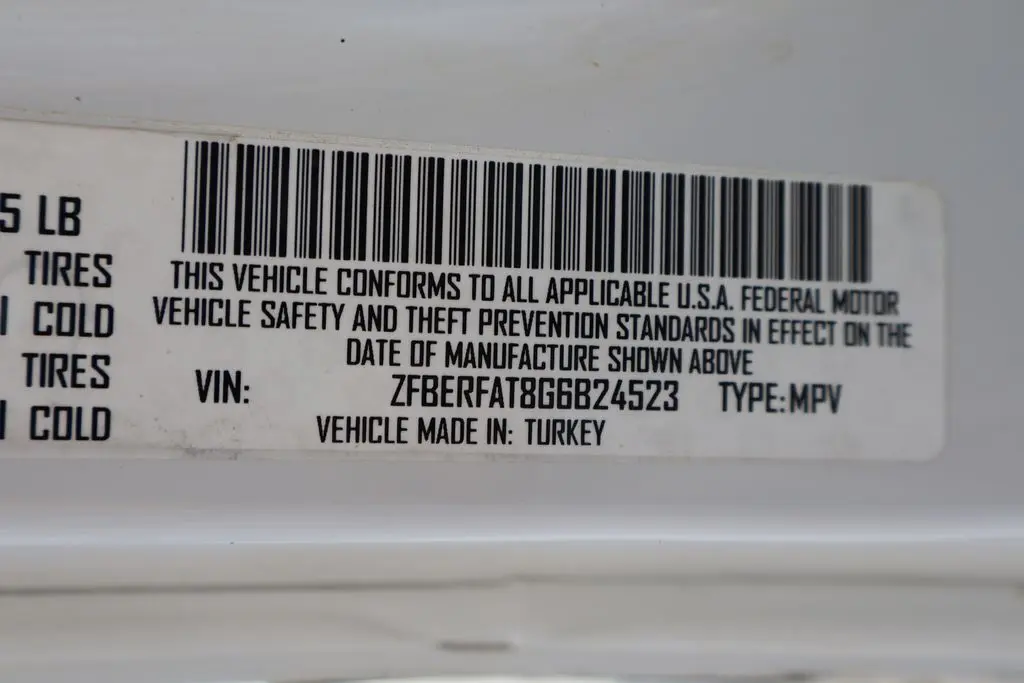 5 LB
TIRES
COLD
TIRES
COLD
THIS VEHICLE CONFORMS TO ALL APPLICABLE U.S.A. FEDERAL MOTOR
VEHICLE SAFETY AND THEFT PREVENTION STANDARDS IN EFFECT ON THE
DATE OF MANUFACTURE SHOWN ABOVE
VIN: ZFBERFAT8G6B24523 TYPE:MPV
VEHICLE MADE IN: TURKEY